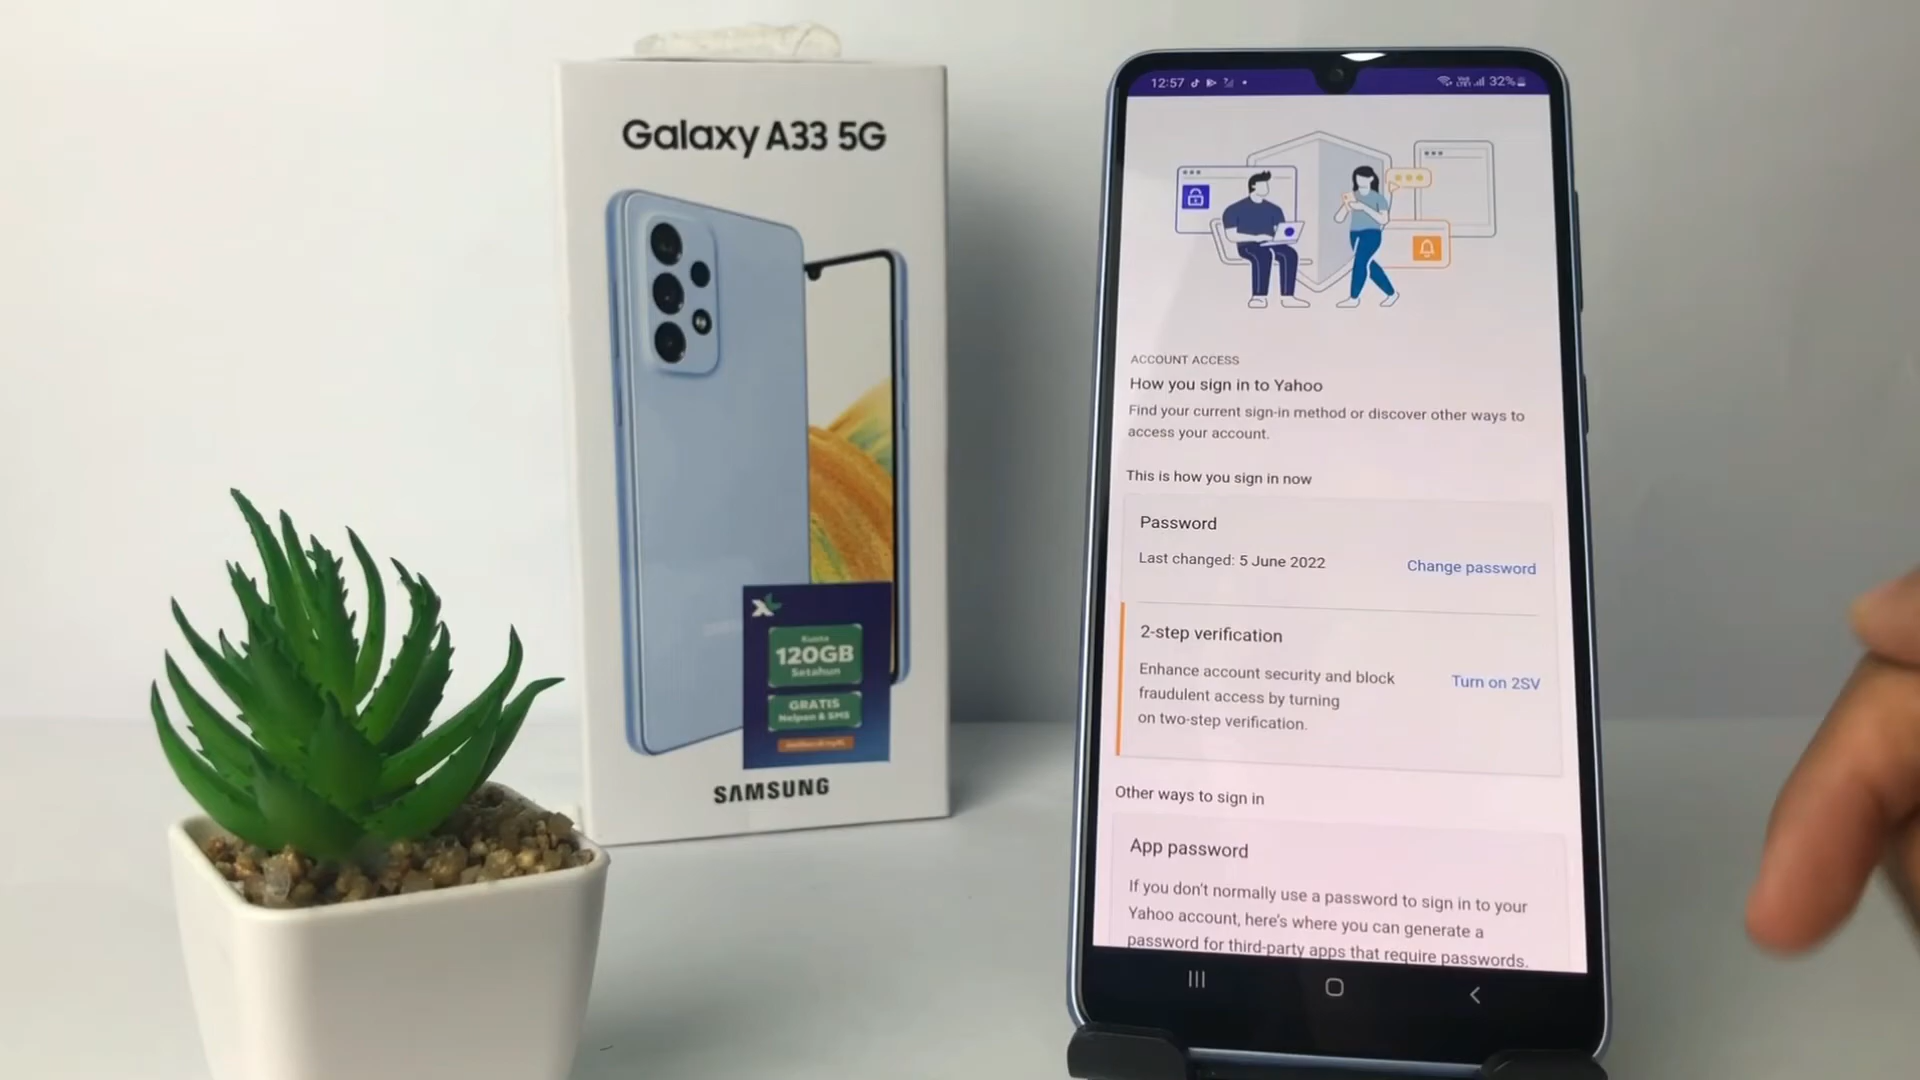 Galaxy A33 5G
XL
Kuota
120GB
Setahun
GRATIS
Nelpon & SMS
SAMSUNG
12:57
32%
ACCOUNT ACCESS
How you sign in to Yahoo
Find your current sign-in method or discover other ways to
access your account.
This is how you sign in now
Password
Last changed: 5 June 2022
Change password
2-step verification
Enhance account security and block
fraudulent access by turning
on two-step verification.
Turn on 2SV
Other ways to sign in
App password
If you don't normally use a password to sign in to your
Yahoo account, here's where you can generate a
password for third-party apps that require passwords.